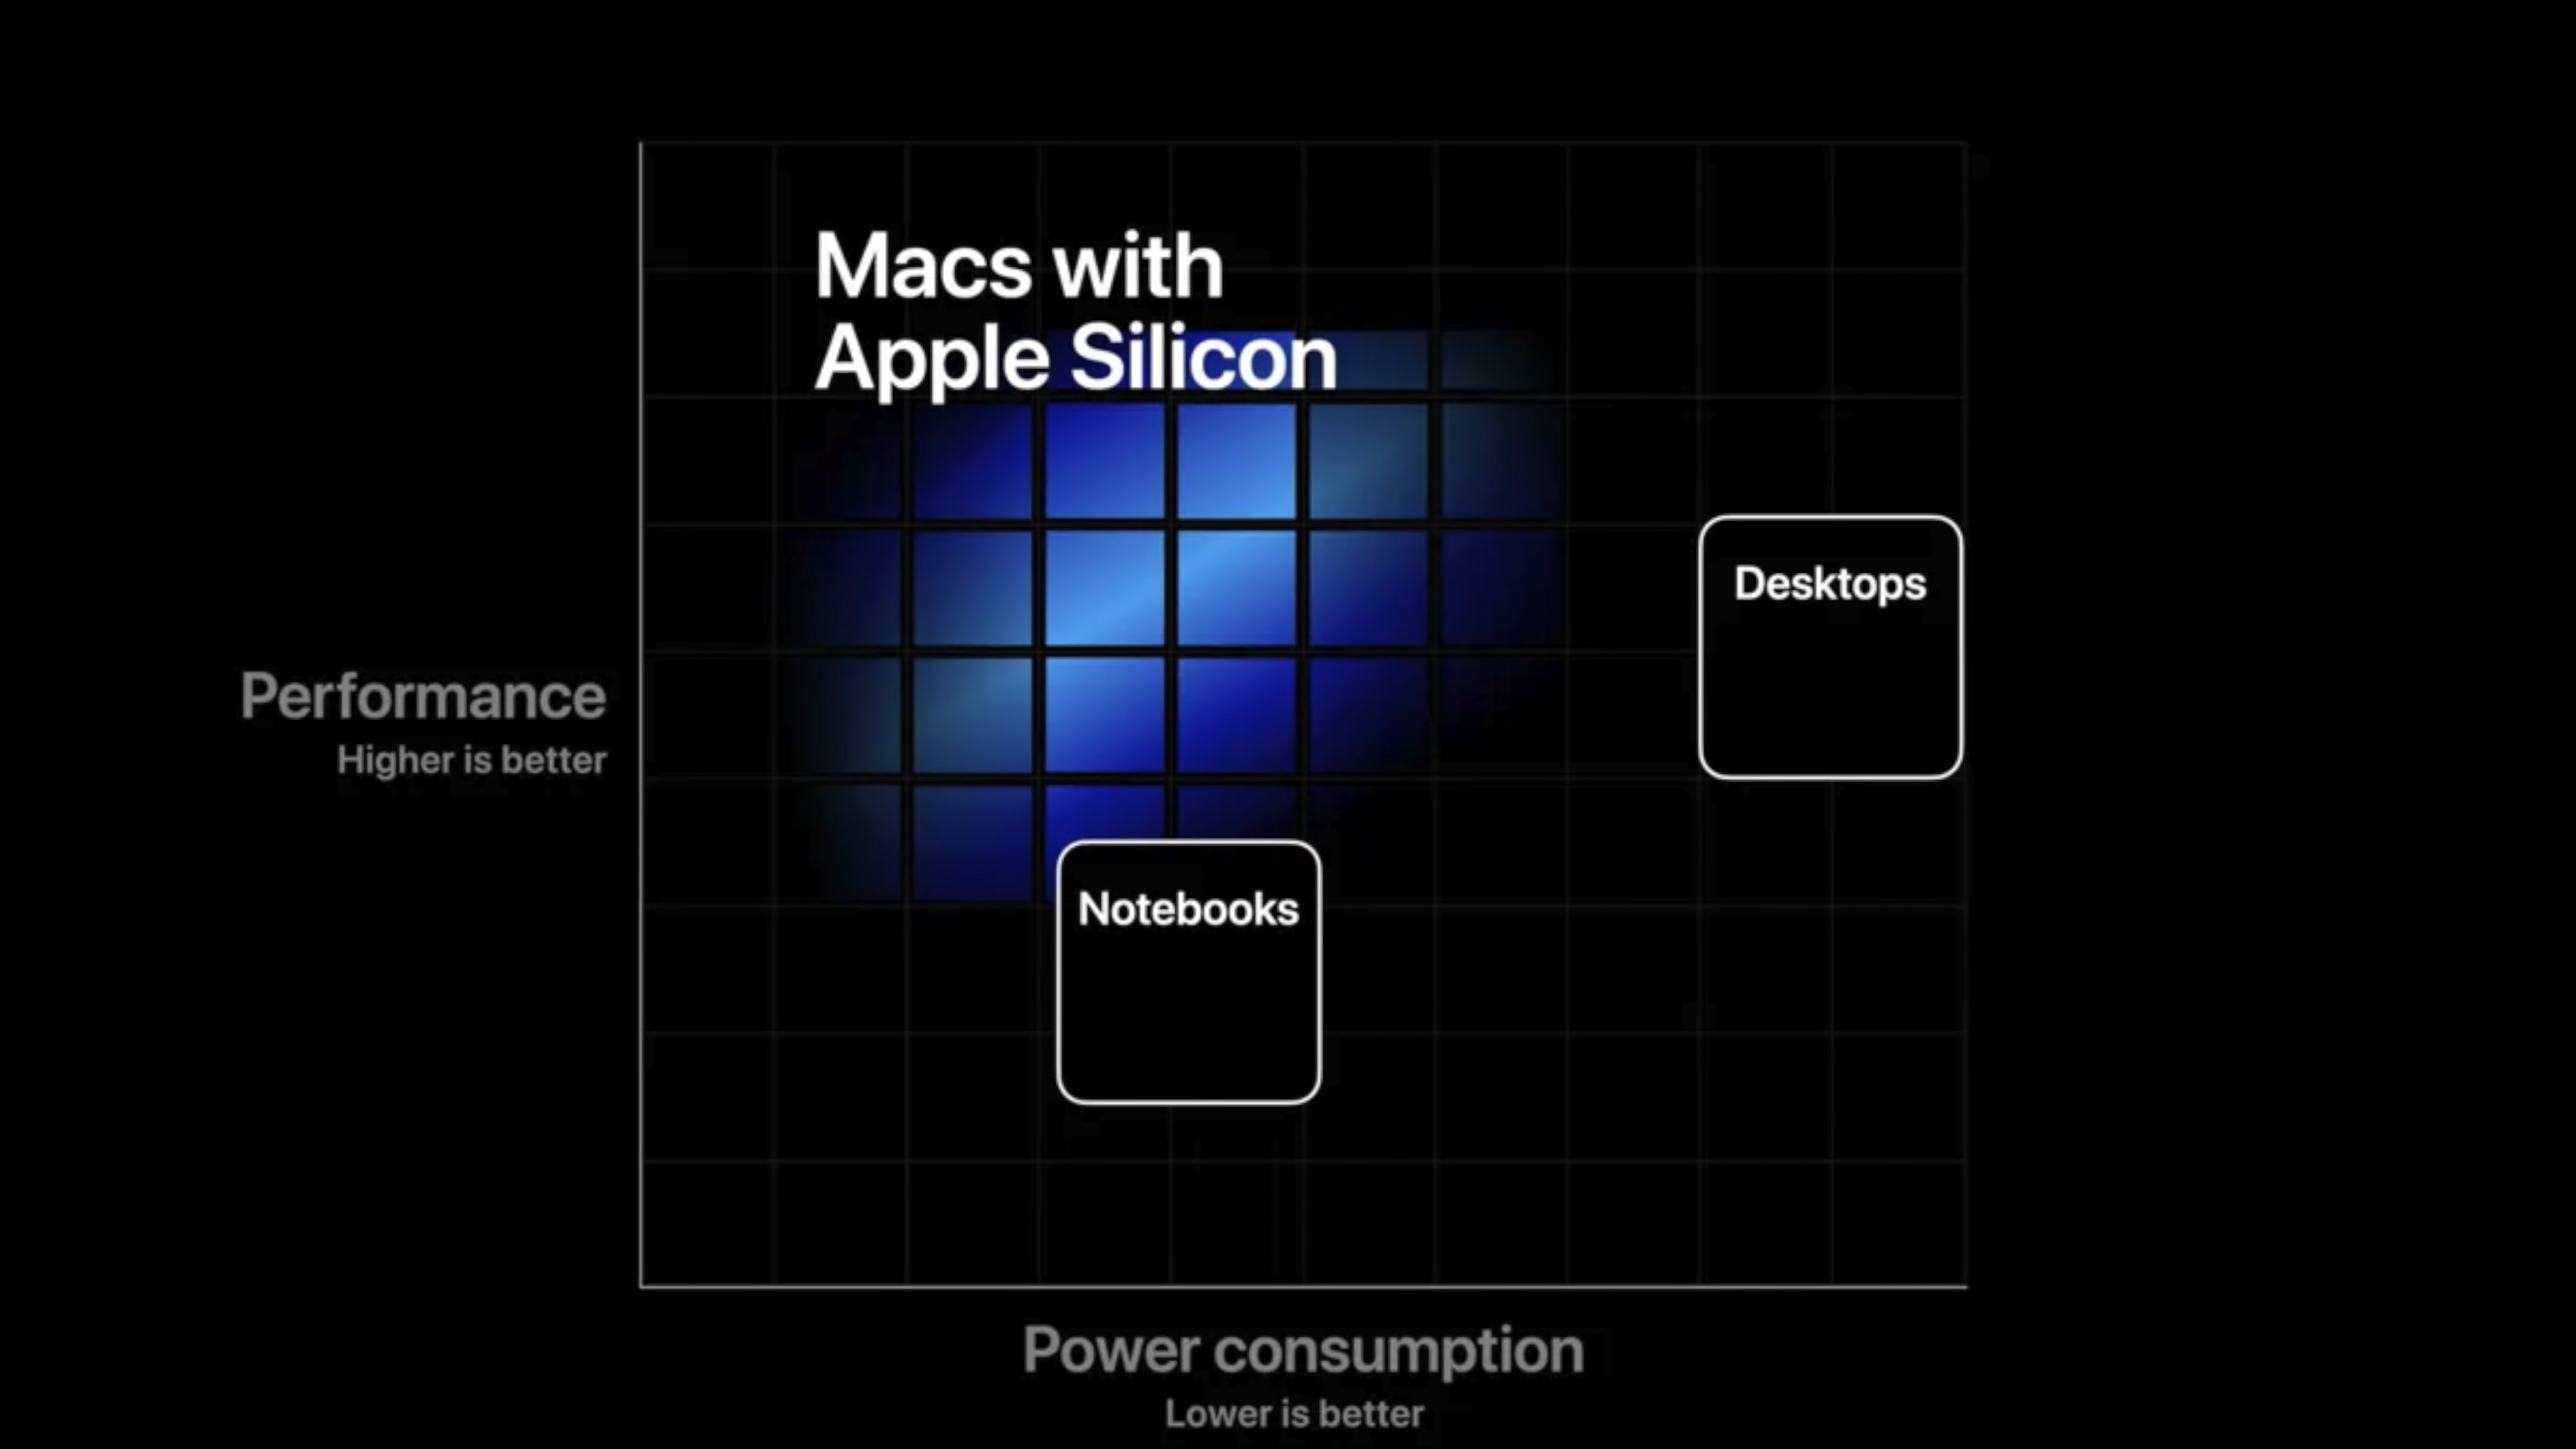 Macs with
Apple Silicon
Desktops
Performance
Higher is better
Notebooks
Power consumption
Lower is better